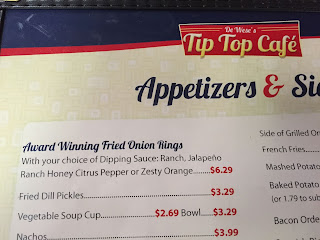 De Wese's
Tip Top Café
Appetizers & Si
Award Winning Fried Onion Rings
With your choice of Dipping Sauce: Ranch, Jalapeño
Ranch Honey Citrus Pepper or Zesty Orange.......$6.29
Fried Dill Pickles...............................$3.29
Vegetable Soup Cup....................$2.69 Bowl....$3.29
Nachos...........................................$3.99
Side of Grilled On
French Fries
Mashed Potato
Baked Potato
(or 1.79 to sub
Bacon Orde